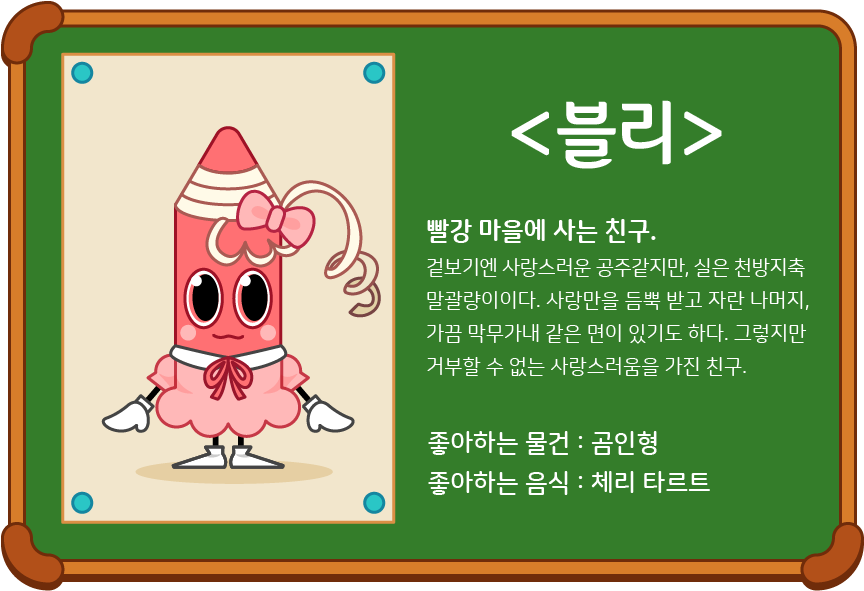 <블리>
빨강 마을에 사는 친구.
겉보기엔 사랑스러운 공주같지만, 실은 천방지축
말괄량이이다. 사랑만을 듬뿍 받고 자란 나머지,
가끔 막무가내 같은 면이 있기도 하다. 그렇지만
거부할 수 없는 사랑스러움을 가진 친구.
좋아하는 물건 : 곰인형
좋아하는 음식 : 체리 타르트